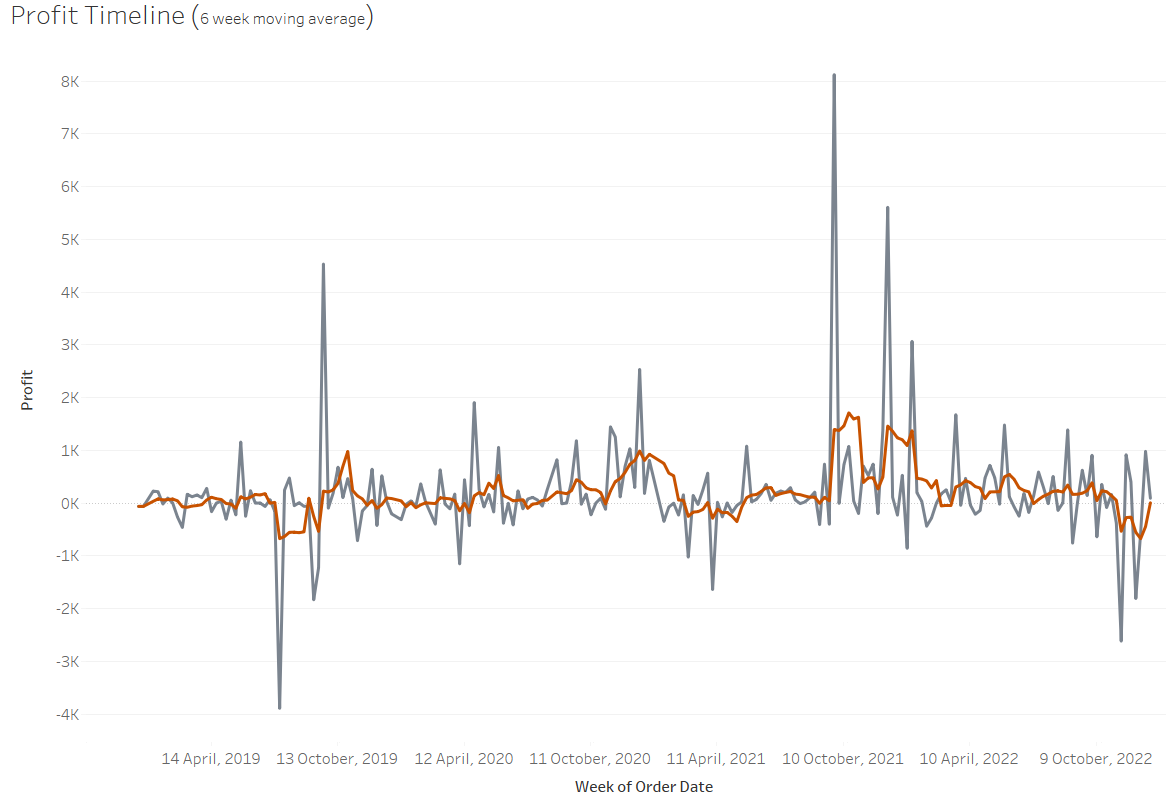 Profit Timeline (6 week moving average)
8K
7K
6K
5K
4K
3K
2K
1K
0K
-1K
-2K
-3K
-4K
Profit
14 April, 2019 13 October, 2019 12 April, 2020 11 October, 2020 11 April, 2021 10 October, 2021 10 April, 2022 9 October, 2022
Week of Order Date